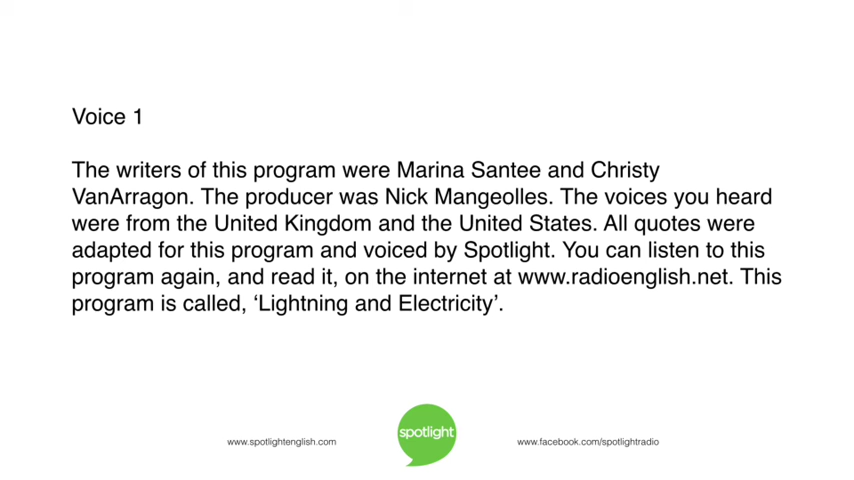 Voice 1
The writers of this program were Marina Santee and Christy
VanArragon. The producer was Nick Mangeolles. The voices you heard
were from the United Kingdom and the United States. All quotes were
adapted for this program and voiced by Spotlight. You can listen to this
program again, and read it, on the internet at www.radioenglish.net. This
program is called, ‘Lightning and Electricity’.
www.spotlightenglish.com
spotlight
www.facebook.com/spotlightradio